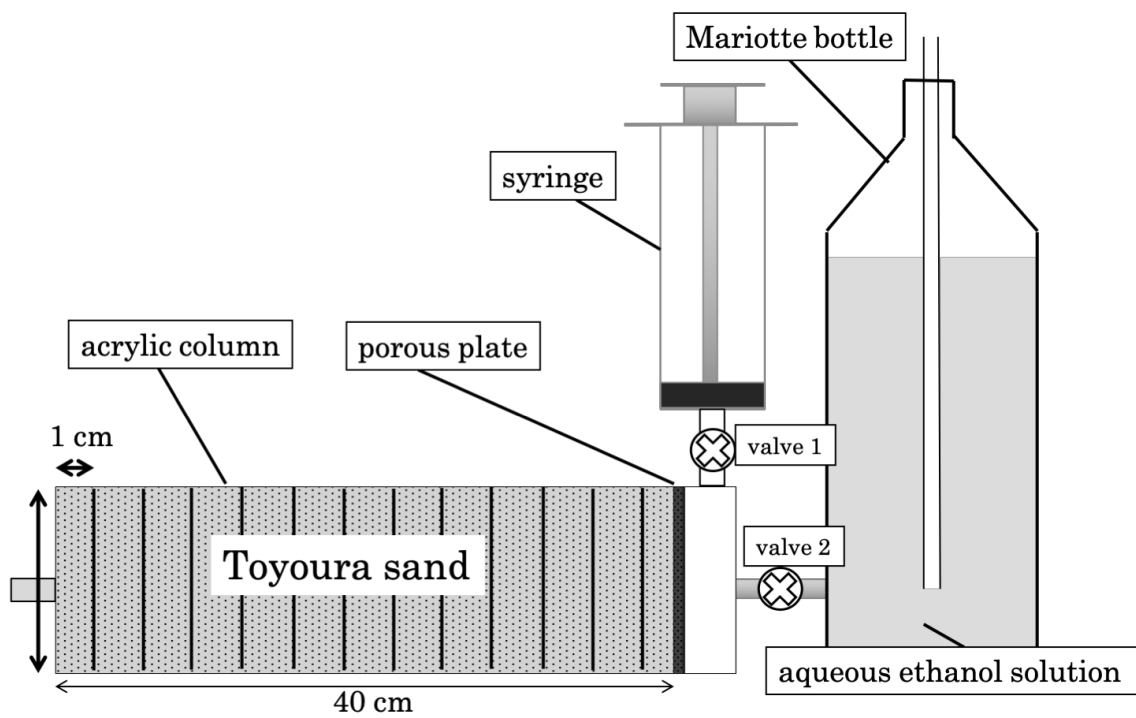 Mariotte bottle
syringe
acrylic column
porous plate
1 cm
valve 1
Toyoura sand
valve 2
aqueous ethanol solution
40 cm